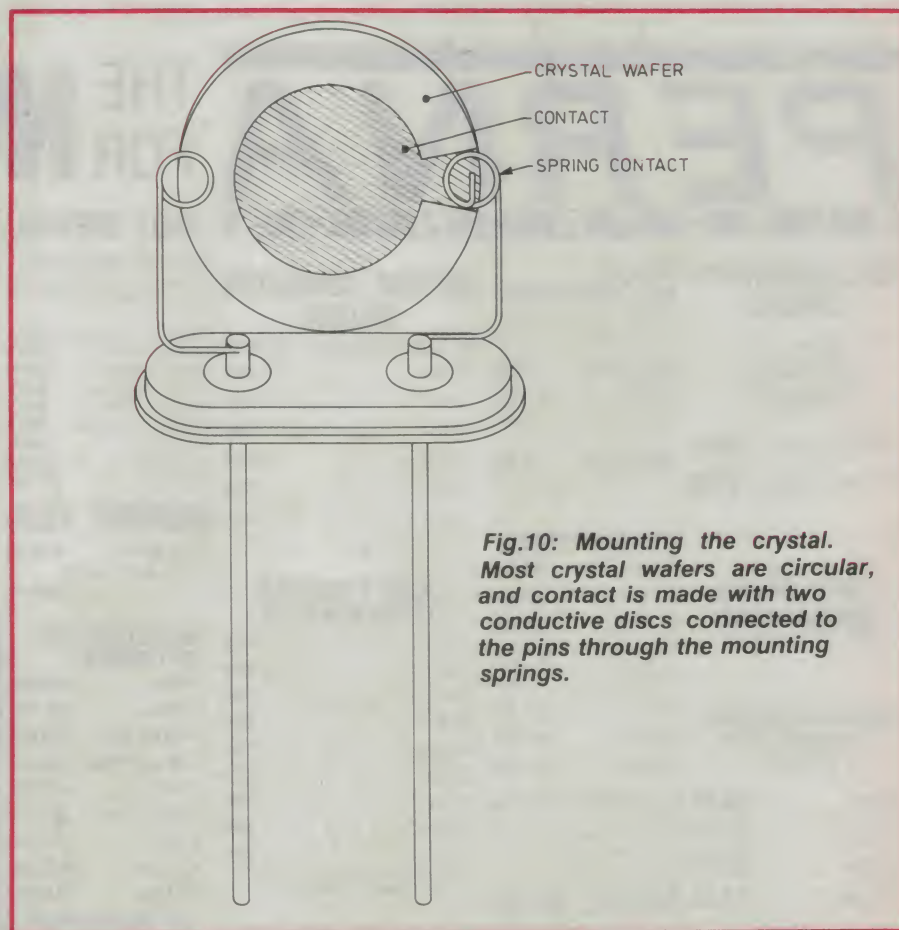 CRYSTAL WAFER
CONTACT
SPRING CONTACT
Fig.10: Mounting the crystal.
Most crystal wafers are circular,
and contact is made with two
conductive discs connected to
the pins through the mounting
springs.